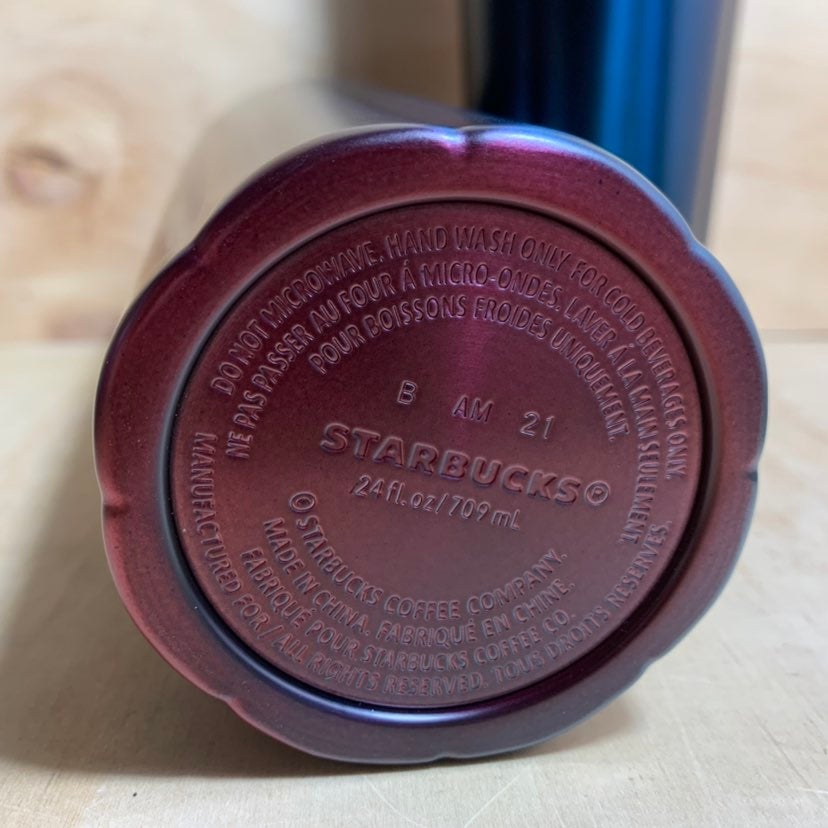 DO NOT MICROWAVE. HAND WASH ONLY FOR COLD BEVERAGES ONLY.
NE PAS PASSER AU FOUR Á MICRO-ONDES. LAVER Á LA MAIN SEULEMENT.
POUR BOISSONS FROIDES UNIQUEMENT.
B AM 21
STARBUCKS®
24 fl. oz/709 mL
© STARBUCKS COFFEE COMPANY.
MADE IN CHINA. FABRIQUÉ EN CHINE.
FABRIQUÉ POUR STARBUCKS COFFEE CO.
MANUFACTURED FOR/ ALL RIGHTS RESERVED. TOUS DROITS RÉSERVÉS.